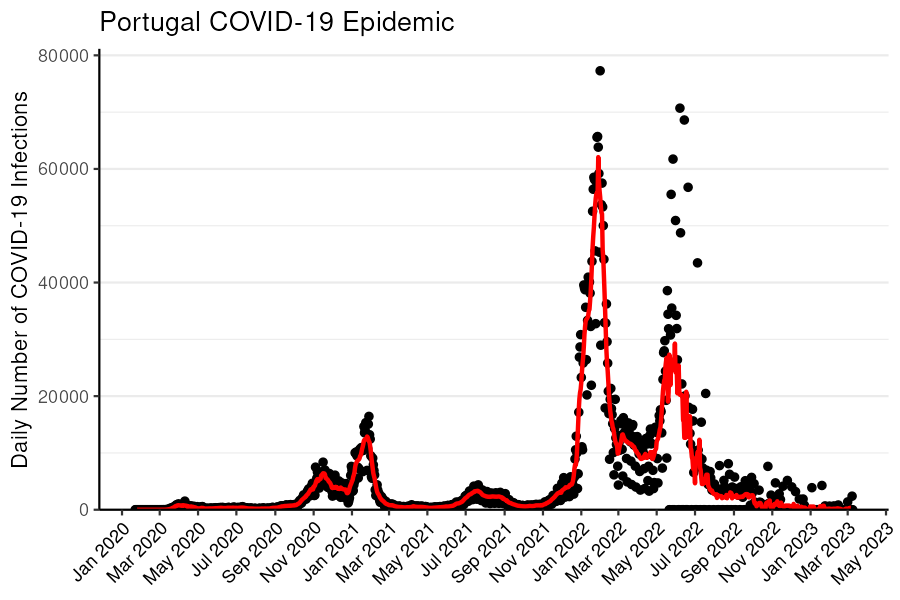 Portugal COVID-19 Epidemic
Daily Number of COVID-19 Infections
80000
60000
40000
20000
0
Jan 2020
Mar 2020
May 2020
Jul 2020
Sep 2020
Nov 2020
Jan 2021
Mar 2021
May 2021
Jul 2021
Sep 2021
Nov 2021
Jan 2022
Mar 2022
May 2022
Jul 2022
Sep 2022
Nov 2022
Jan 2023
Mar 2023
May 2023